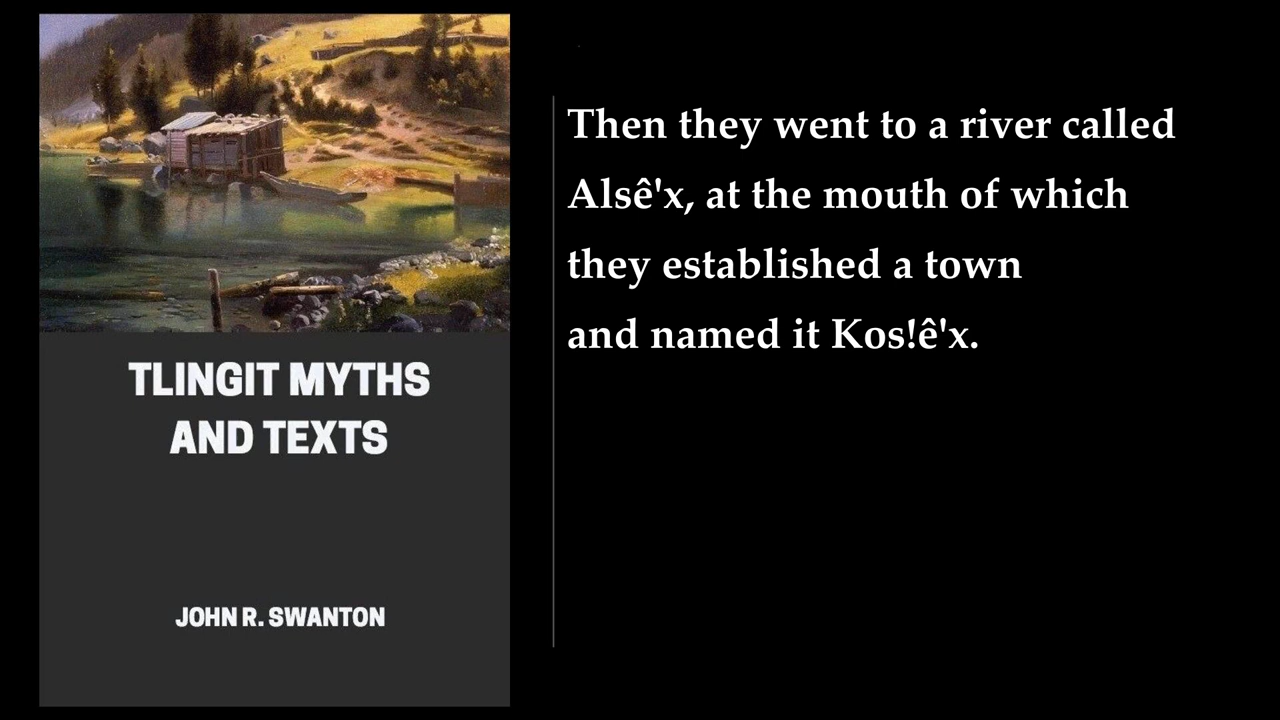 TLINGIT MYTHS
AND TEXTS
JOHN R. SWANTON
Then they went to a river called
Alsê'x, at the mouth of which
they established a town
and named it Kos!ê'x.